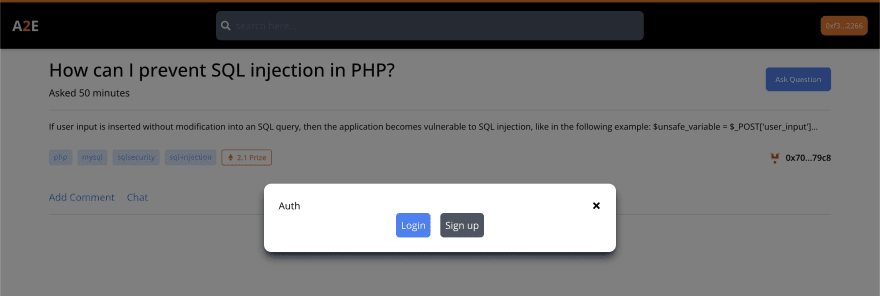 A2E
Search here...
0xf3...2266
How can I prevent SQL injection in PHP?
Ask Question
Asked 50 minutes
If user input is inserted without modification into an SQL query, then the application becomes vulnerable to SQL injection, like in the following example: $unsafe_variable = $_POST['user_input']...
php mysql sqlsecurity sql-injection 2.1 Prize
0x70...79c8
Add Comment Chat
Auth
Login Sign up